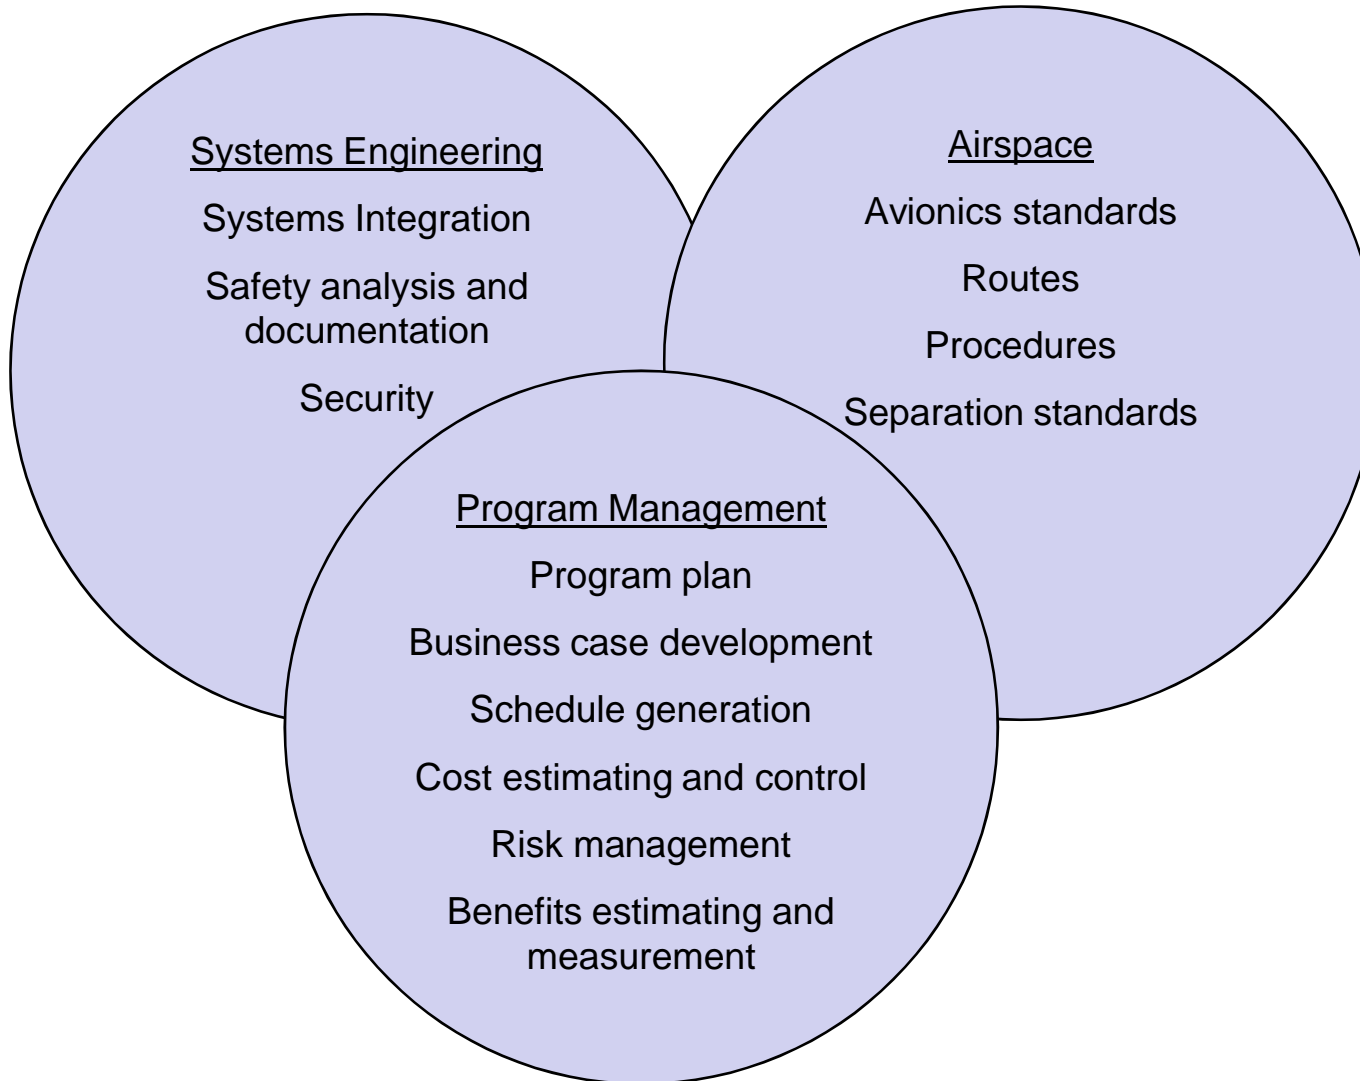 Systems Engineering
Systems Integration
Safety analysis and
documentation
Security
Airspace
Avionics standards
Routes
Procedures
Separation standards
Program Management
Program plan
Business case development
Schedule generation
Cost estimating and control
Risk management
Benefits estimating and
measurement